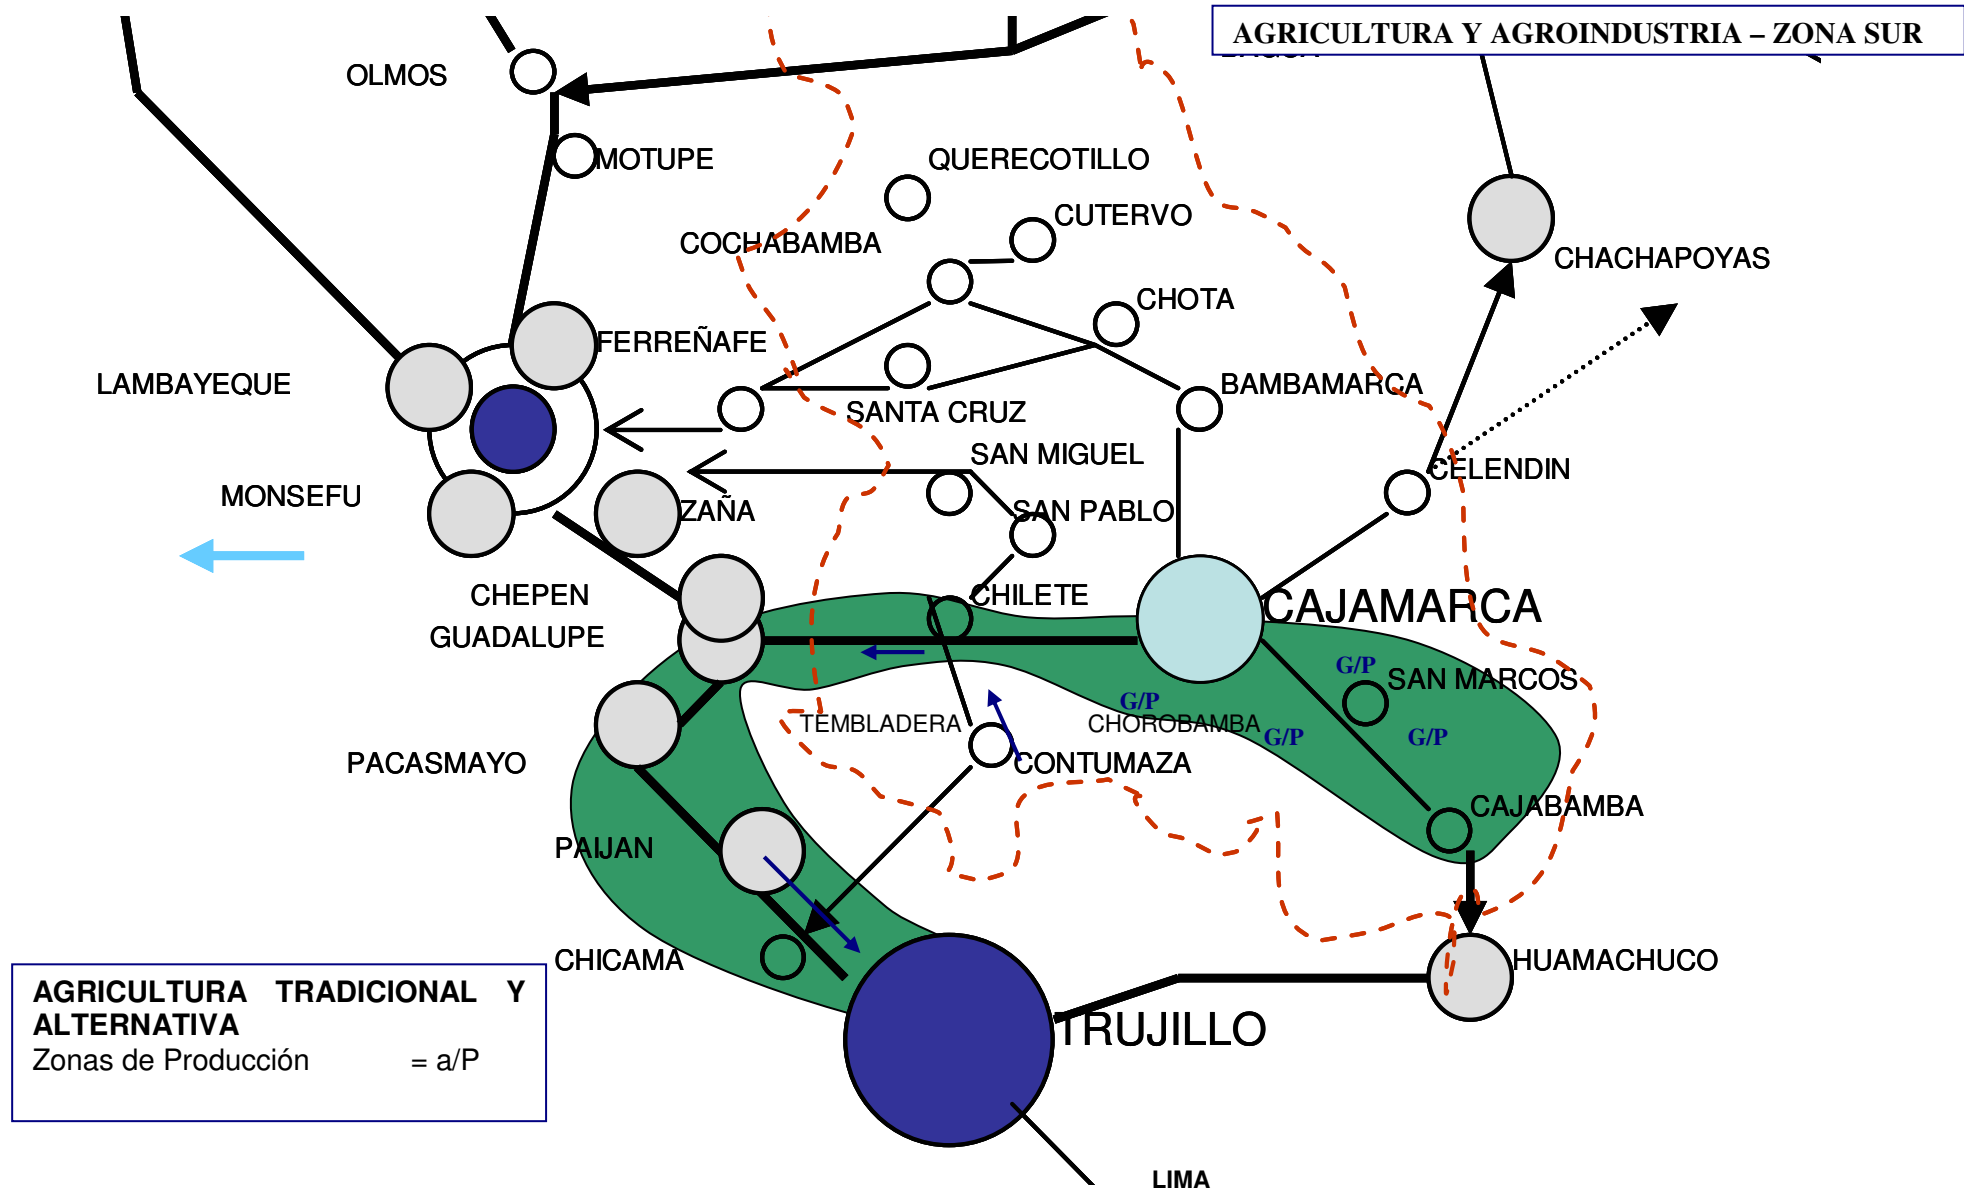 AGRICULTURA Y AGROINDUSTRIA – ZONA SUR
OLMOS
MOTUPE
QUERECOTILLO
CUTERVO
COCHABAMBA
CHACHAPOYAS
CHOTA
FERREÑAFE
LAMBAYEQUE
BAMBAMARCA
SANTA CRUZ
SAN MIGUEL
CELENDIN
MONSEFU
ZAÑA
SAN PABLO
CHEPEN
CHILETE
CAJAMARCA
GUADALUPE
G/P
SAN MARCOS
G/P
TEMBLADERA
CHOROBAMBA
G/P
G/P
PACASMAYO
CONTUMAZA
CAJABAMBA
PAIJAN
CHICAMA
HUAMACHUCO
AGRICULTURA TRADICIONAL Y
ALTERNATIVA
Zonas de Producción = a/P
TRUJILLO
LIMA